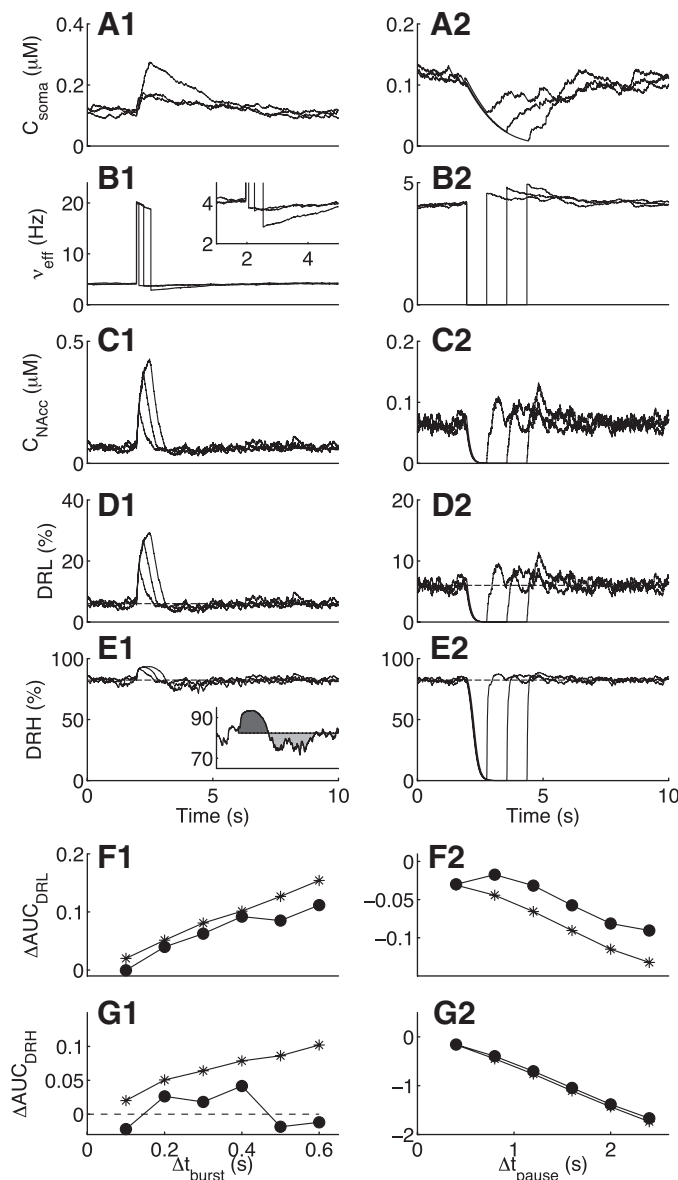 A1
A2
C_soma (μM)
0.4
0.2
0
0.2
0.1
0
B1
B2
ν_eff (Hz)
20
10
0
4
2
2
4
5
0
C1
C2
C_NAcc (μM)
0.5
0
0.2
0.1
0
D1
D2
DRL (%)
40
20
0
20
10
0
E1
E2
DRH (%)
100
50
0
90
70
100
50
0
0
5
10
Time (s)
0
5
10
Time (s)
F1
F2
ΔAUC_DRL
0.2
0.1
0
0
−0.05
−0.1
G1
G2
ΔAUC_DRH
0.1
0.05
0
0
−1
−2
0
0.2
0.4
0.6
Δt_burst (s)
0
1
2
Δt_pause (s)